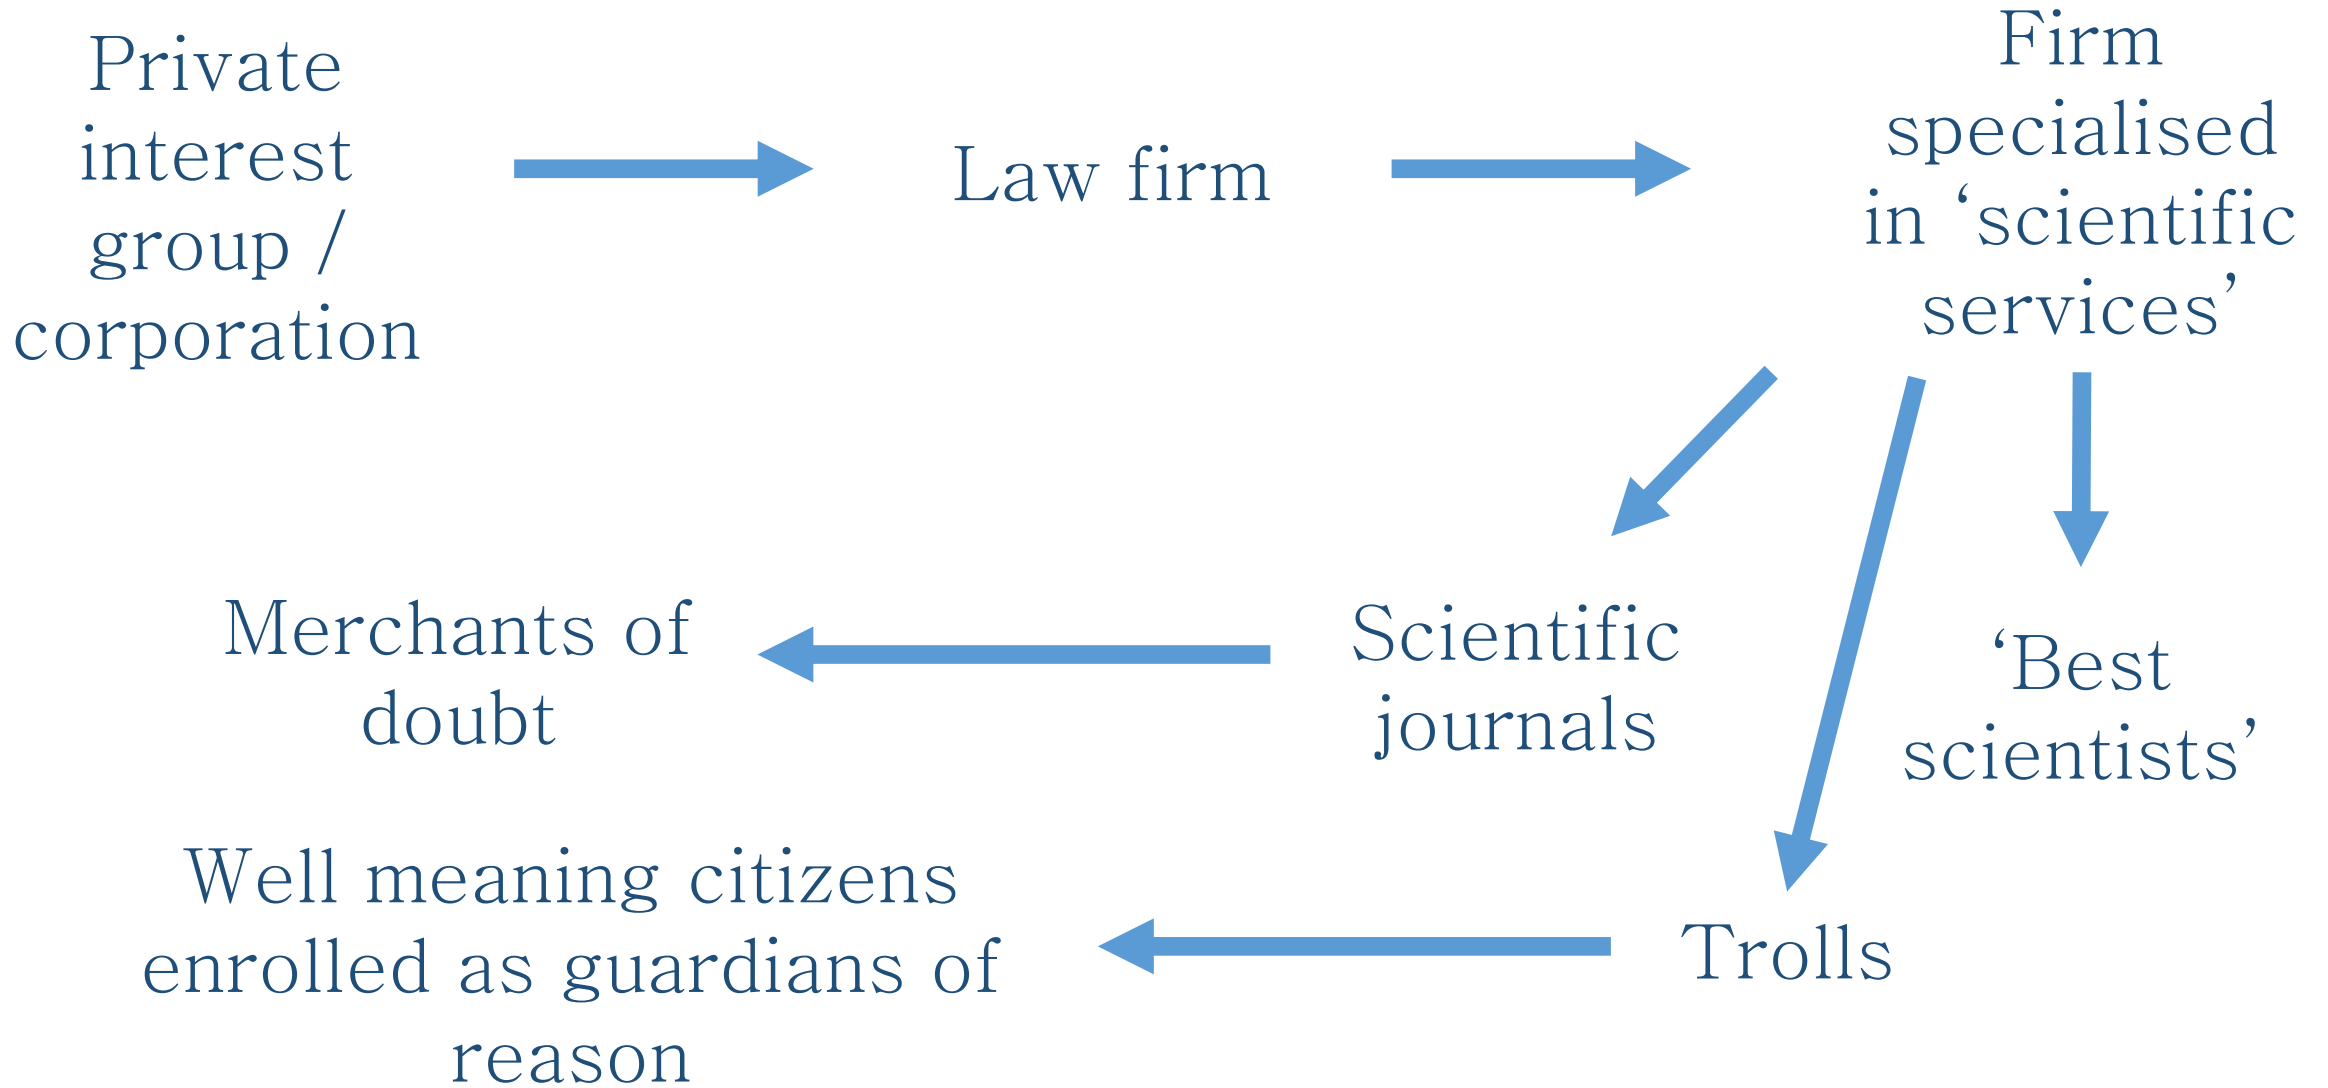 Private
interest
group /
corporation
Law firm
Firm
specialised
in ‘scientific
services’
Merchants of
doubt
Scientific
journals
‘Best
scientists’
Well meaning citizens
enrolled as guardians of
reason
Trolls